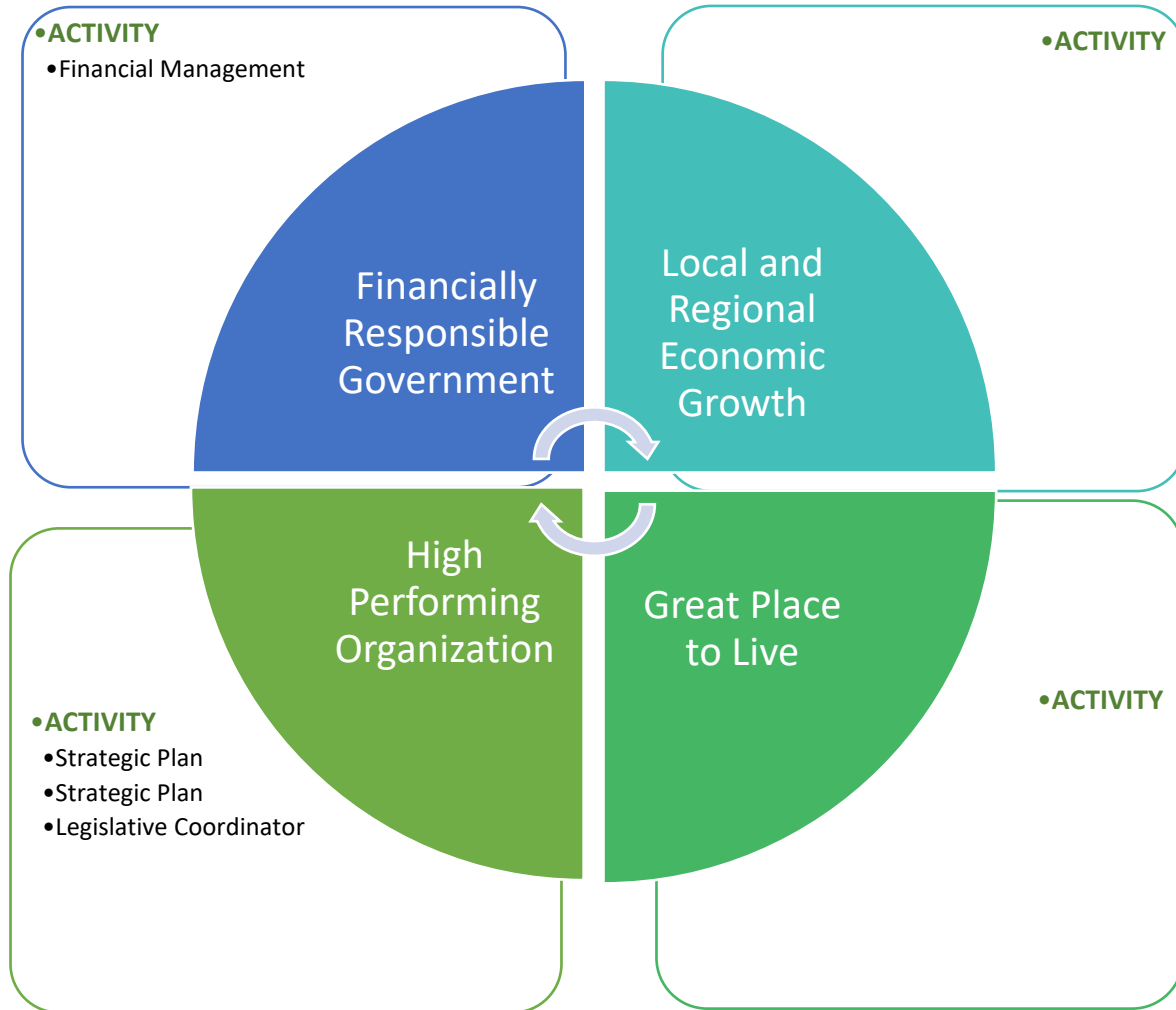 •ACTIVITY
•Financial Management
•ACTIVITY
Financially
Responsible
Government
Local and
Regional
Economic
Growth
High
Performing
Organization
Great Place
to Live
•ACTIVITY
•Strategic Plan
•Strategic Plan
•Legislative Coordinator
•ACTIVITY